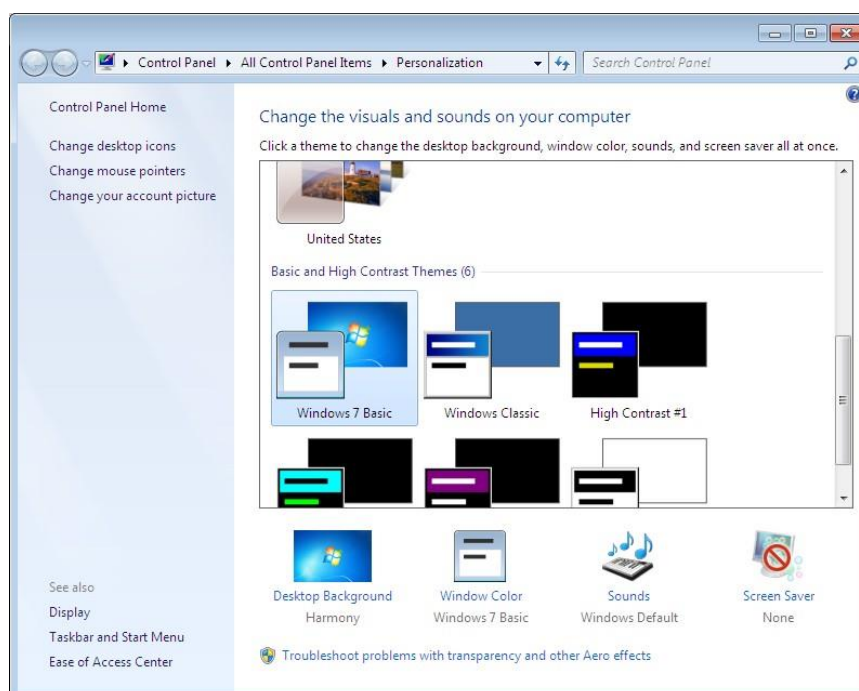 Control Panel ▸ All Control Panel Items ▸ Personalization
Search Control Panel
Control Panel Home
Change desktop icons
Change mouse pointers
Change your account picture
See also
Display
Taskbar and Start Menu
Ease of Access Center
Change the visuals and sounds on your computer
Click a theme to change the desktop background, window color, sounds, and screen saver all at once.
United States
Basic and High Contrast Themes (6)
Windows 7 Basic
Windows Classic
High Contrast #1
Desktop Background
Harmony
Window Color
Windows 7 Basic
Sounds
Windows Default
Screen Saver
None
Troubleshoot problems with transparency and other Aero effects